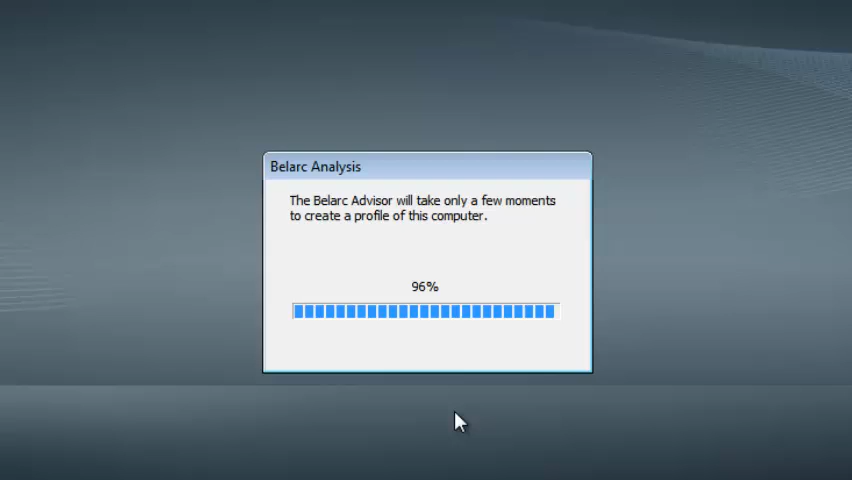 Belarc Analysis
The Belarc Advisor will take only a few moments
to create a profile of this computer.
96%